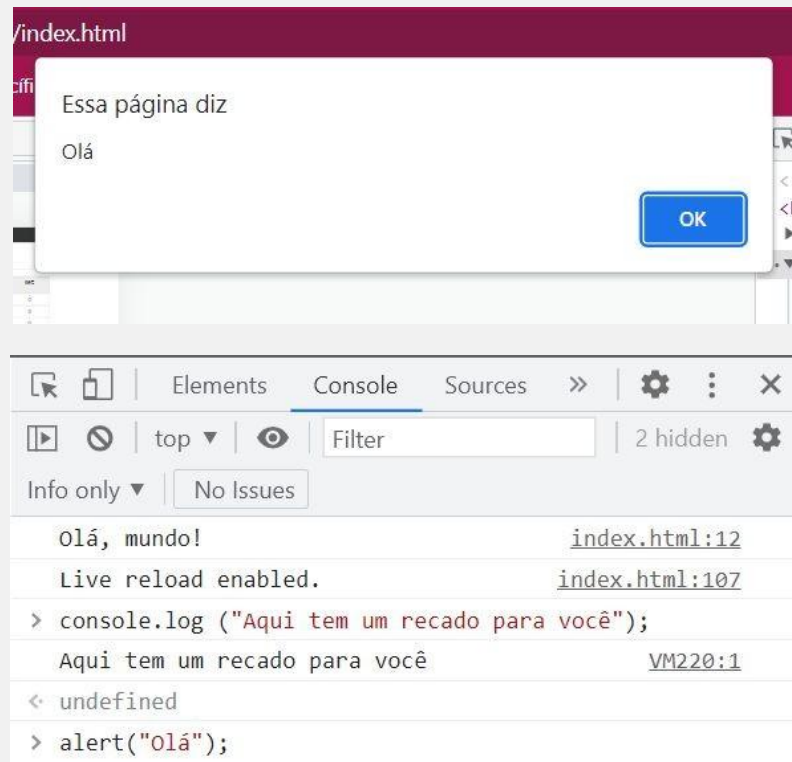 /index.html
cífi
Essa página diz
Olá
OK
Elements Console Sources »
top ▼ Filter 2 hidden
Info only ▼ No Issues
Olá, mundo! index.html:12
Live reload enabled. index.html:107
> console.log ("Aqui tem um recado para você");
Aqui tem um recado para você VM220:1
undefined
> alert("Olá");